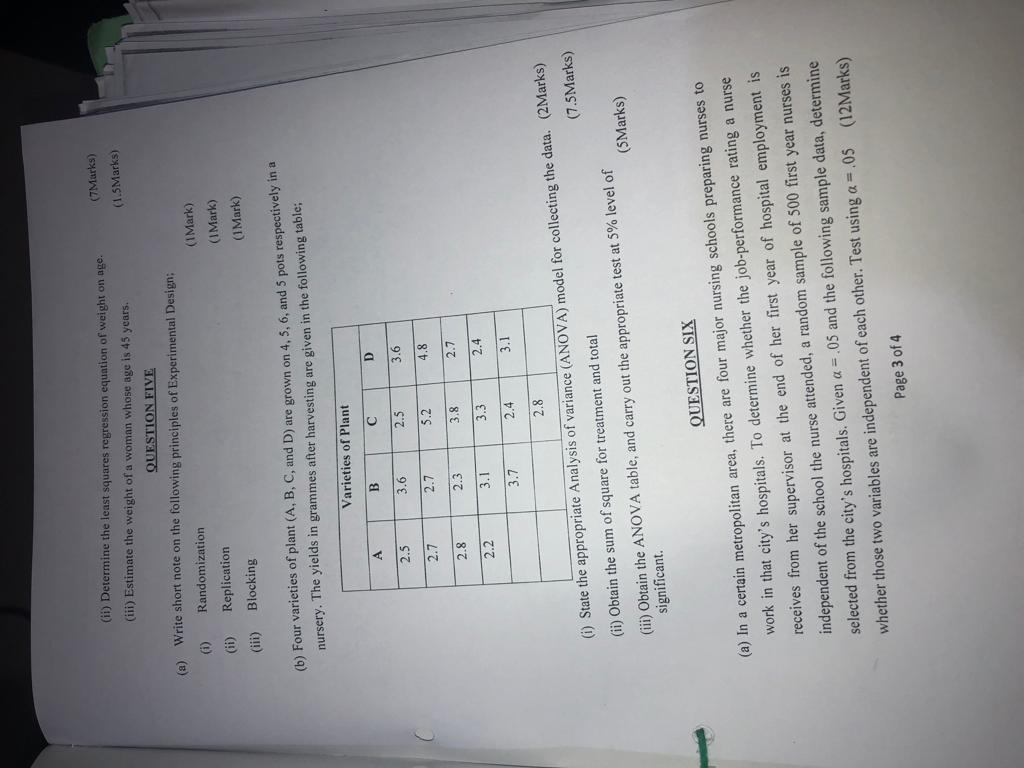 (ii) Determine the least squares regression equation of weight on age. (7Marks)
(iii) Estimate the weight of a woman whose age is 45 years. (1.5Marks)
QUESTION FIVE
(a) Write short note on the following principles of Experimental Design;
(i) Randomization (1Mark)
(ii) Replication (1Mark)
(iii) Blocking (1Mark)
(b) Four varieties of plant (A, B, C, and D) are grown on 4, 5, 6, and 5 pots respectively in a
nursery. The yields in grammes after harvesting are given in the following table;
Varieties of Plant
A B C D
2.5 3.6 2.5 3.6
2.7 2.7 5.2 4.8
2.8 2.3 3.8 2.7
2.2 3.1 3.3 2.4
3.7 2.4 3.1
2.8
(i) State the appropriate Analysis of variance (ANOVA) model for collecting the data. (2Marks)
(ii) Obtain the sum of square for treatment and total (7.5Marks)
(iii) Obtain the ANOVA table, and carry out the appropriate test at 5% level of
significant. (5Marks)
QUESTION SIX
(a) In a certain metropolitan area, there are four major nursing schools preparing nurses to
work in that city's hospitals. To determine whether the job-performance rating a nurse
receives from her supervisor at the end of her first year of hospital employment is
independent of the school the nurse attended, a random sample of 500 first year nurses is
selected from the city's hospitals. Given α = .05 and the following sample data, determine
whether those two variables are independent of each other. Test using α = .05 (12Marks)
Page 3 of 4